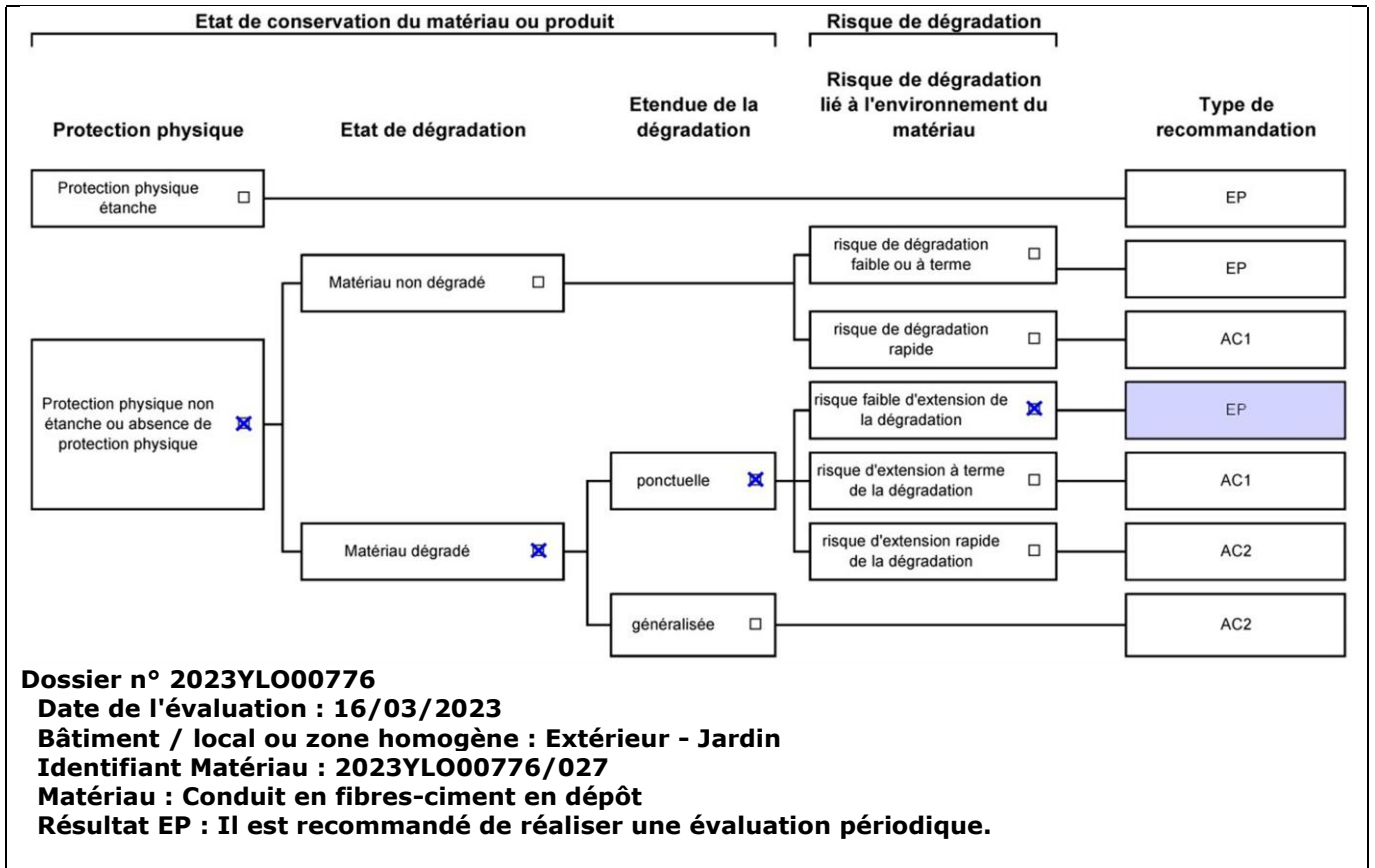 Etat de conservation du matériau ou produit
Risque de dégradation
Protection physique
Etat de dégradation
Etendue de la
dégradation
Risque de dégradation
lié à l'environnement du
matériau
Type de
recommandation
Protection physique
étanche
EP
risque de dégradation
faible ou à terme
EP
Matériau non dégradé
risque de dégradation
rapide
AC1
Protection physique non
étanche ou absence de
protection physique
risque faible d'extension de
la dégradation
EP
ponctuelle
risque d'extension à terme
de la dégradation
AC1
Matériau dégradé
risque d'extension rapide
de la dégradation
AC2
généralisée
AC2
Dossier n° 2023YLO00776
Date de l'évaluation : 16/03/2023
Bâtiment / local ou zone homogène : Extérieur - Jardin
Identifiant Matériau : 2023YLO00776/027
Matériau : Conduit en fibres-ciment en dépôt
Résultat EP : Il est recommandé de réaliser une évaluation périodique.